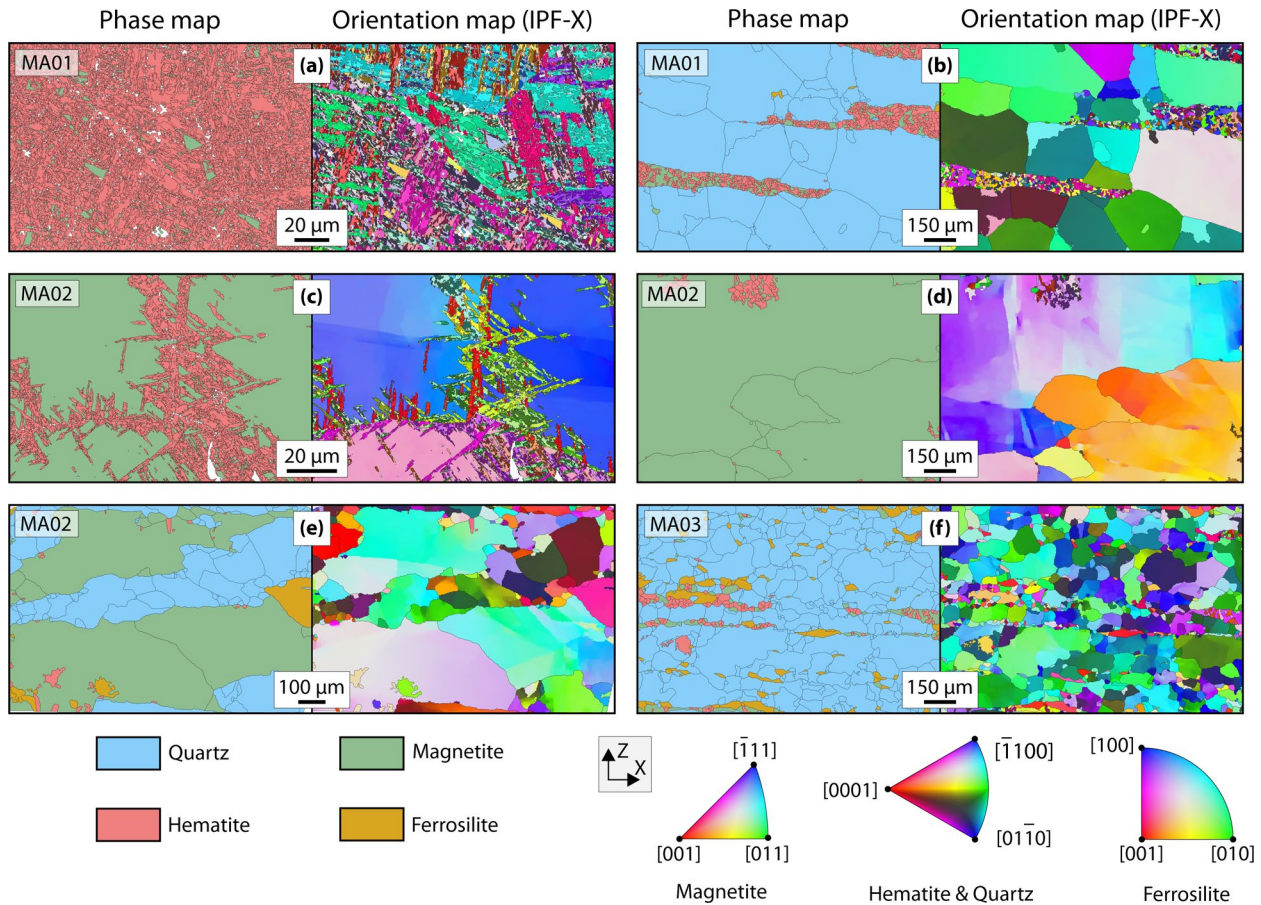 Phase map Orientation map (IPF-X) Phase map Orientation map (IPF-X)
MA01 (a) MA01 (b)
20 µm 150 µm
MA02 (c) MA02 (d)
20 µm 150 µm
MA02 (e) MA03 (f)
100 µm 150 µm
Quartz Magnetite
Hematite Ferrosilite
Z
X
[1̄11]
[001] [011]
Magnetite
[1̄100]
[0001]
[011̄0]
Hematite & Quartz
[100]
[001] [010]
Ferrosilite